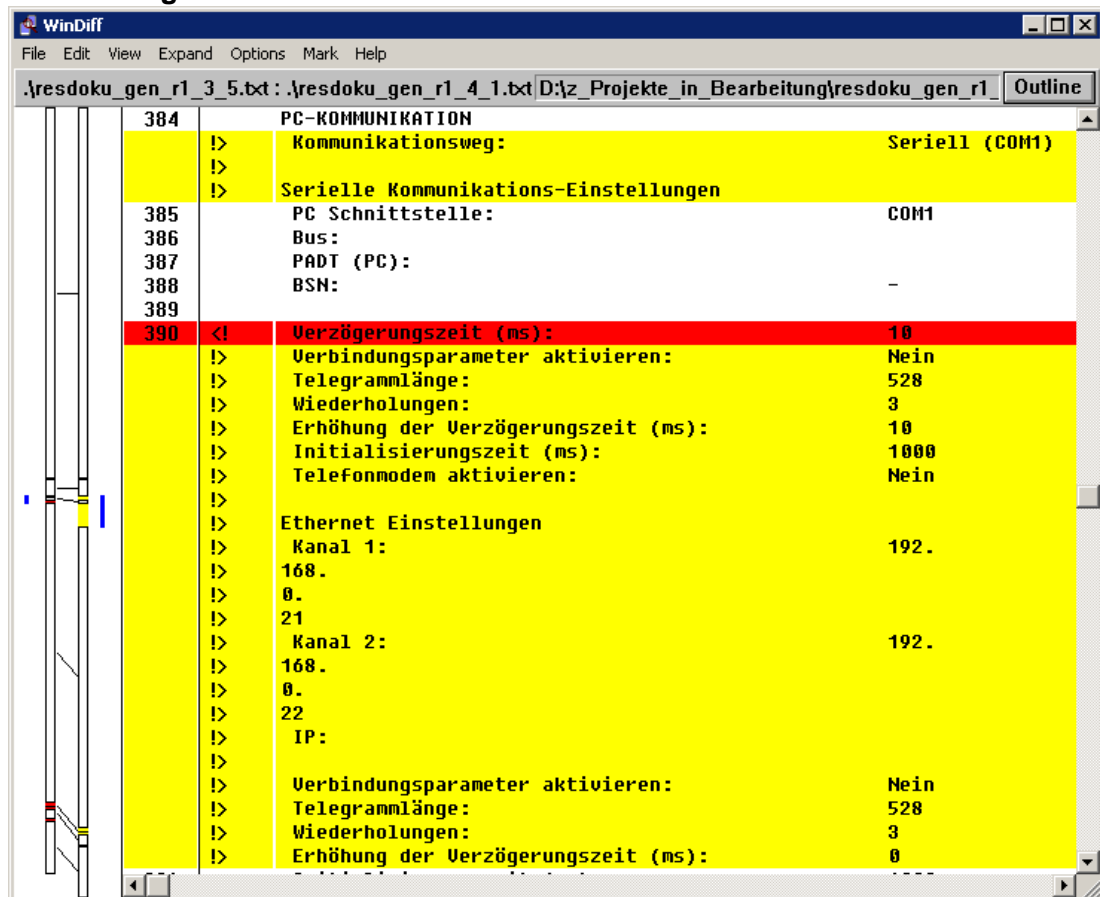 WinDiff
File Edit View Expand Options Mark Help
.\resdoku_gen_r1_3_5.txt : .\resdoku_gen_r1_4_1.txt D:\z_Projekte_in_Bearbeitung\resdoku_gen_r1_ Outline
384 PC-KOMMUNIKATION
!> Kommunikationsweg: Seriell (COM1)
!>
!> Serielle Kommunikations-Einstellungen
385 PC Schnittstelle: COM1
386 Bus:
387 PADT (PC):
388 BSN: -
389
390 <! Verzögerungszeit (ms): 10
!> Verbindungsparameter aktivieren: Nein
!> Telegrammlänge: 528
!> Wiederholungen: 3
!> Erhöhung der Verzögerungszeit (ms): 10
!> Initialisierungszeit (ms): 1000
!> Telefonmodem aktivieren: Nein
!>
!> Ethernet Einstellungen
!> Kanal 1: 192.
!> 168.
!> 0.
!> 21
!> Kanal 2: 192.
!> 168.
!> 0.
!> 22
!> IP:
!>
!> Verbindungsparameter aktivieren: Nein
!> Telegrammlänge: 528
!> Wiederholungen: 3
!> Erhöhung der Verzögerungszeit (ms): 0